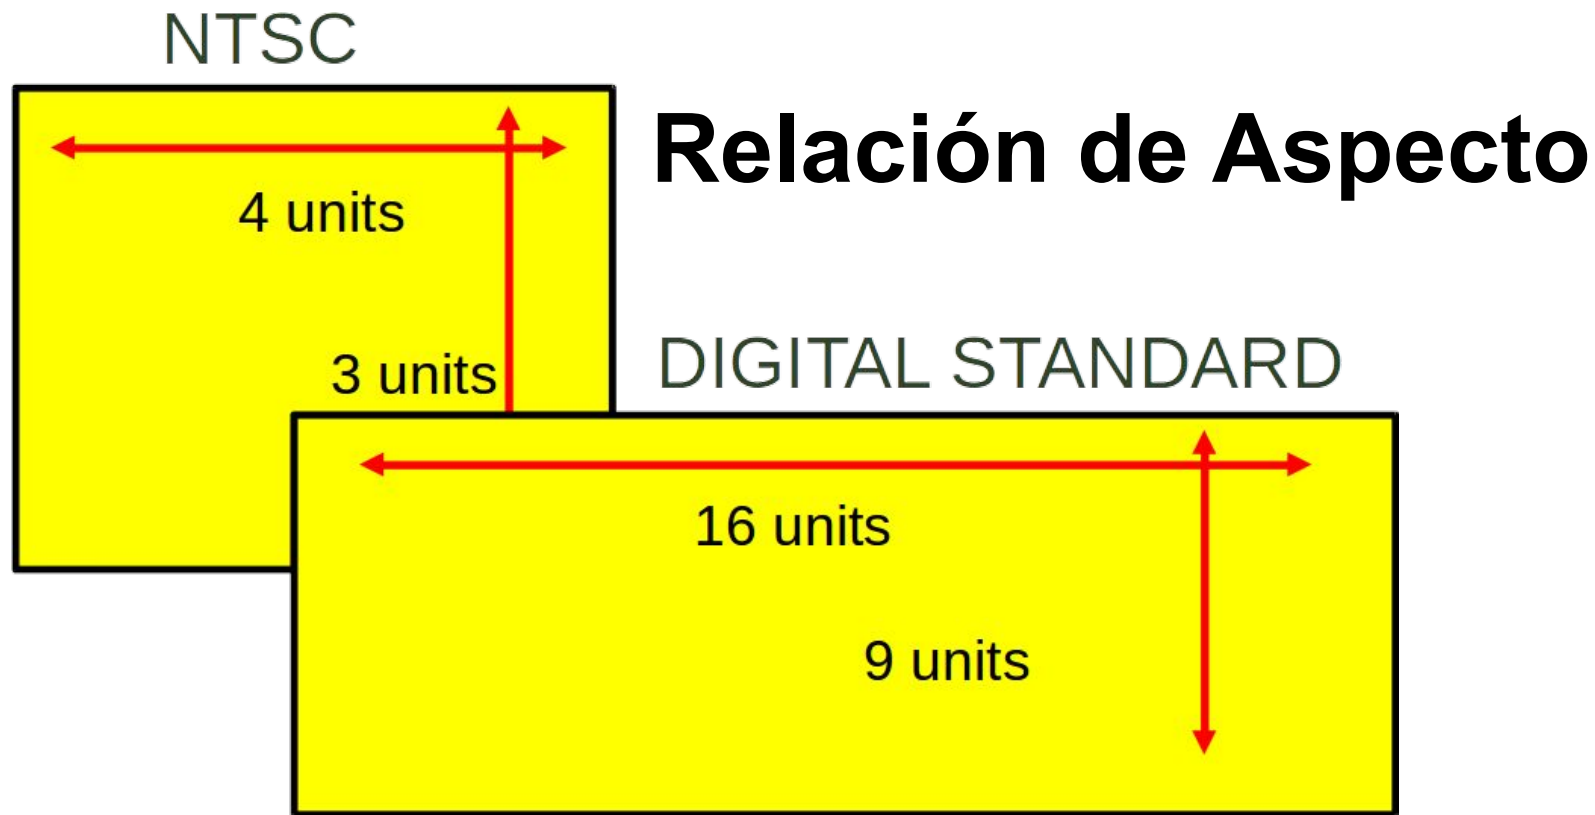 NTSC
Relación de Aspecto
4 units
3 units
DIGITAL STANDARD
16 units
9 units